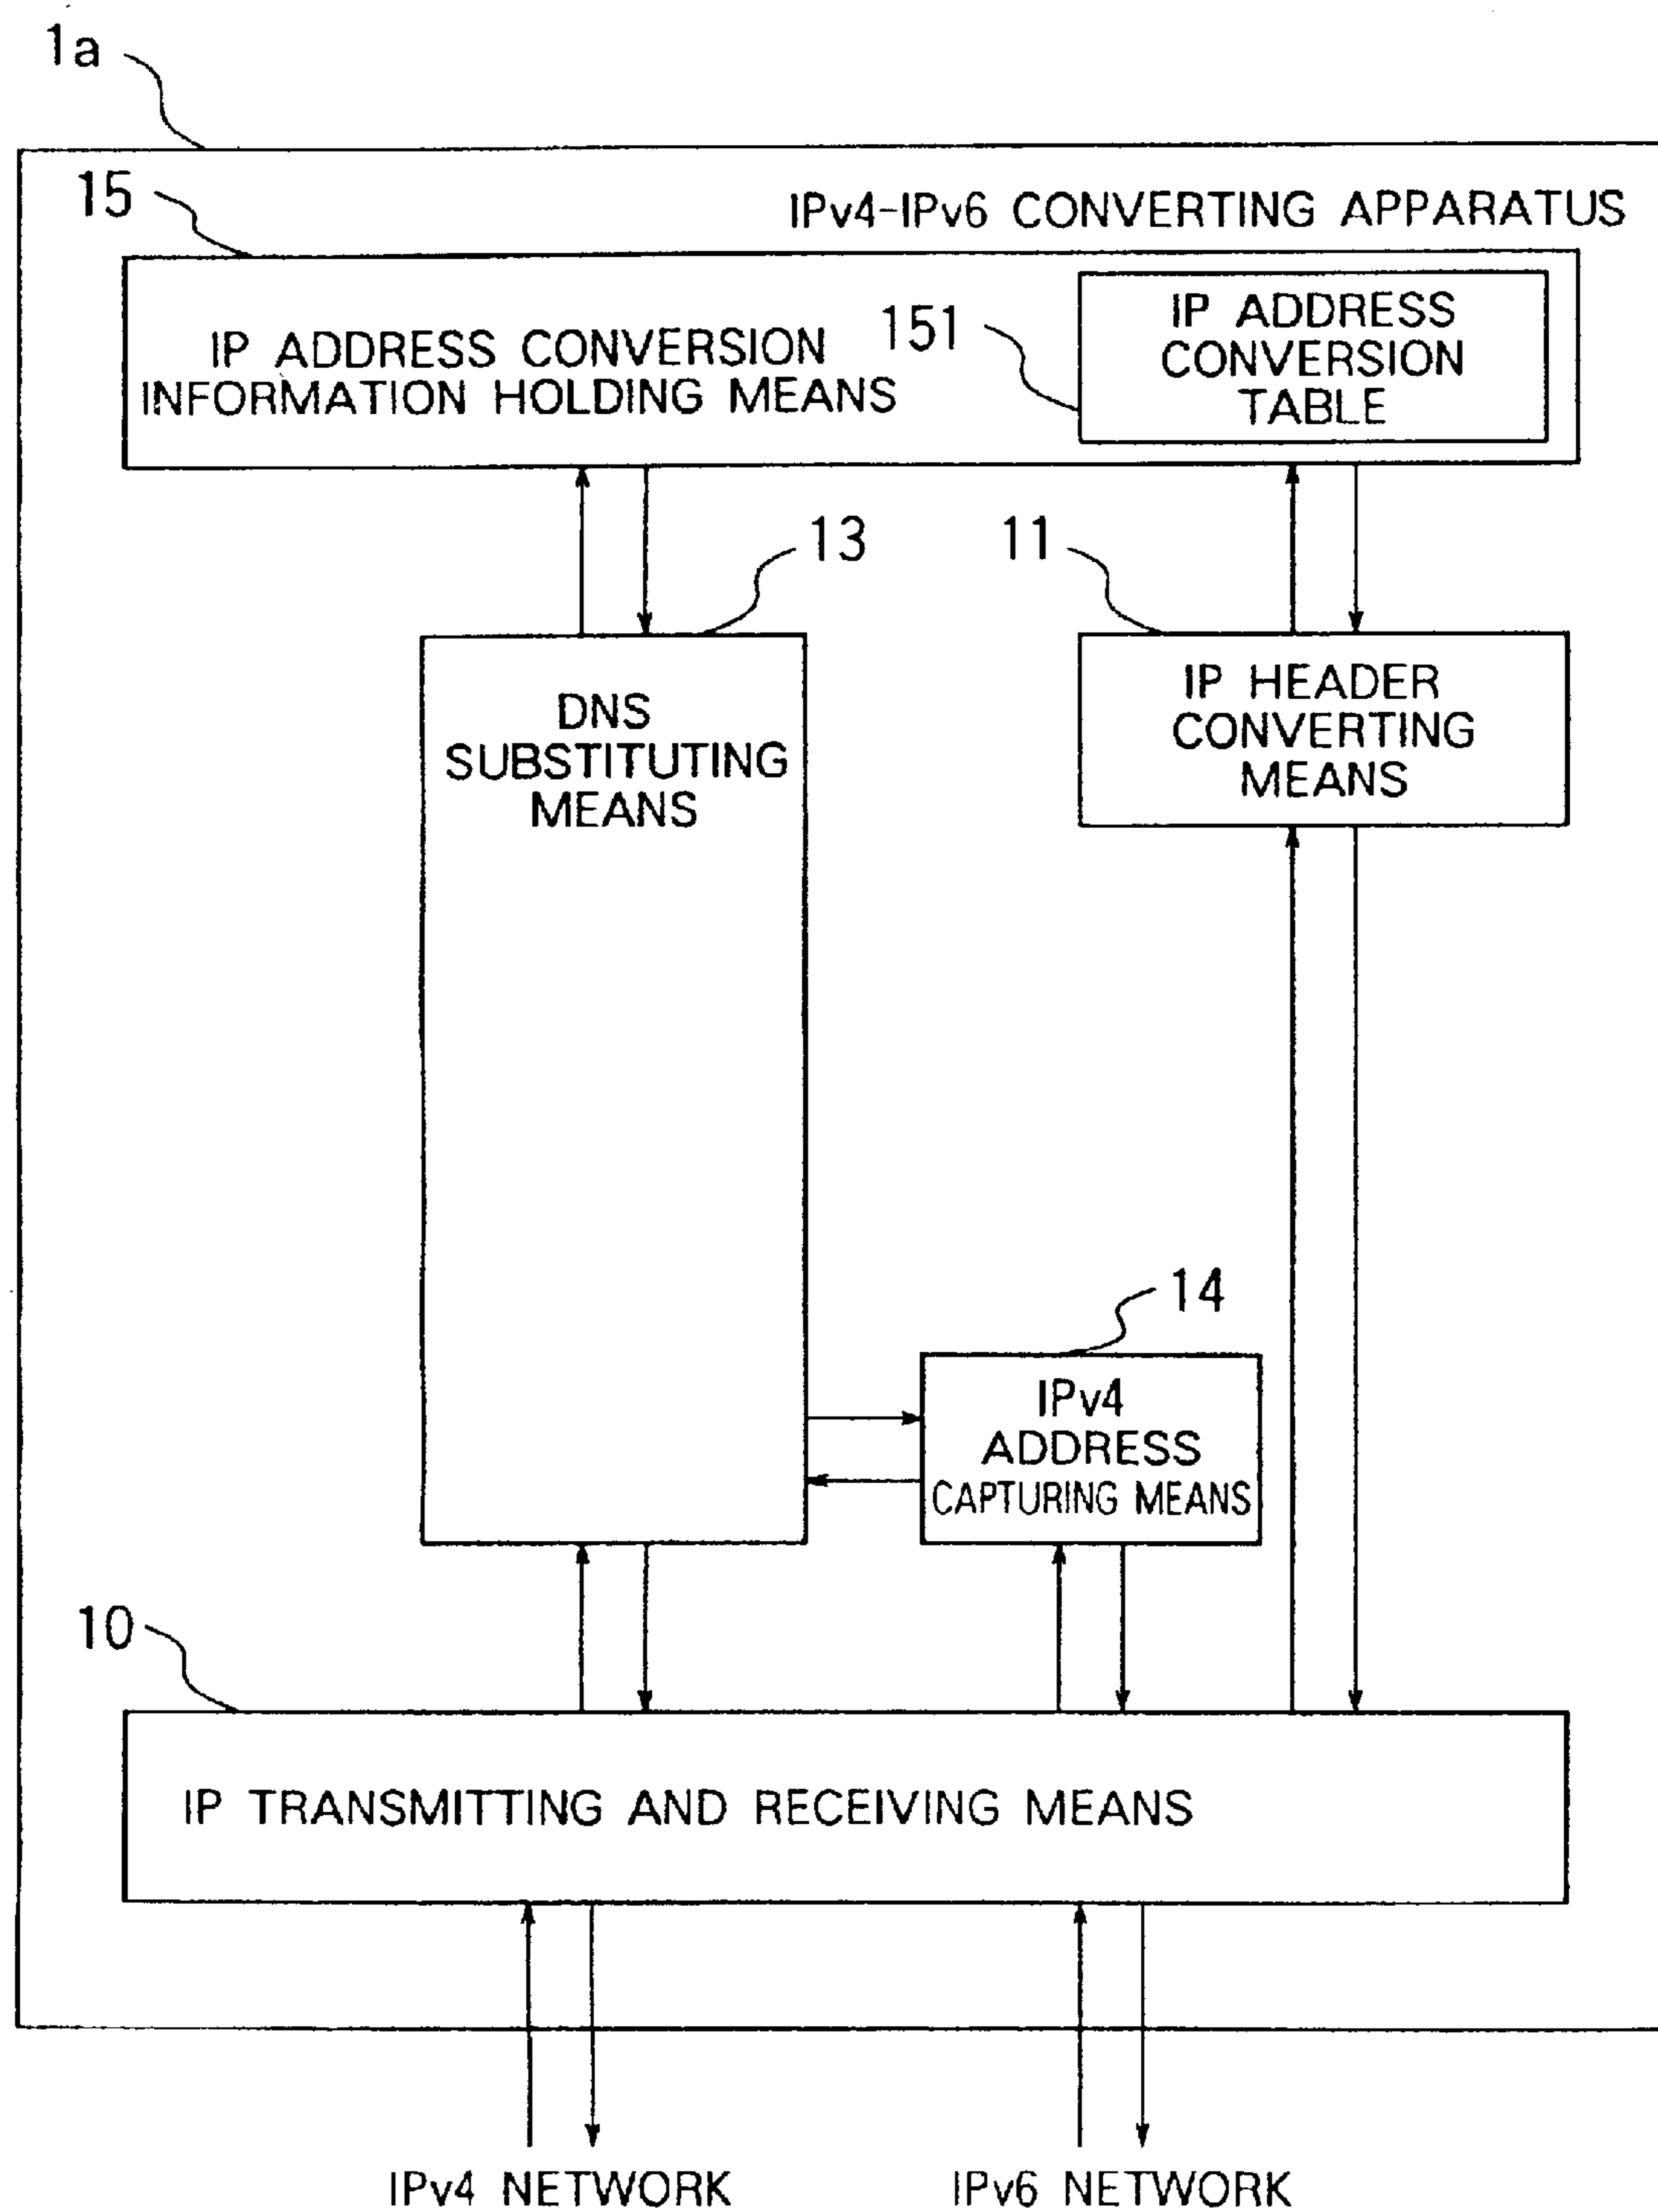 1a
15
IPv4-IPv6 CONVERTING APPARATUS
IP ADDRESS CONVERSION
INFORMATION HOLDING MEANS
151
IP ADDRESS
CONVERSION
TABLE
13
11
DNS
SUBSTITUTING
MEANS
IP HEADER
CONVERTING
MEANS
14
IPv4
ADDRESS
CAPTURING MEANS
10
IP TRANSMITTING AND RECEIVING MEANS
IPv4 NETWORK
IPv6 NETWORK